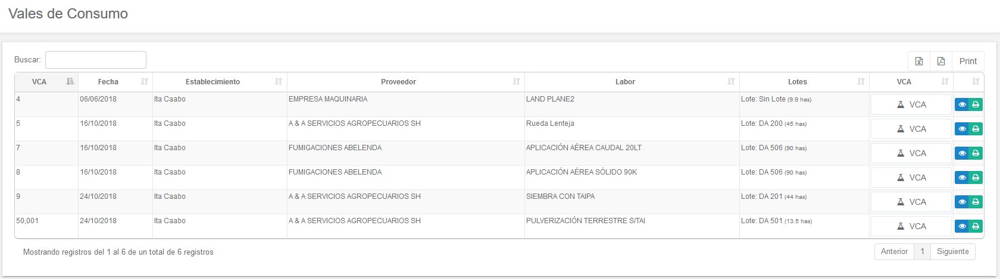 Vales de Consumo
Buscar:
Print
VCA Fecha Establecimiento Proveedor Labor Lotes VCA
4 06/06/2018 Ita Caabo EMPRESA MAQUINARIA LAND PLANE2 Lote: Sin Lote (9.9 has) VCA
5 16/10/2018 Ita Caabo A & A SERVICIOS AGROPECUARIOS SH Rueda Lenteja Lote: DA 200 (45 has) VCA
7 16/10/2018 Ita Caabo FUMIGACIONES ABELENDA APLICACIÓN AÉREA CAUDAL 20LT Lote: DA 506 (90 has) VCA
8 16/10/2018 Ita Caabo FUMIGACIONES ABELENDA APLICACIÓN AÉREA SÓLIDO 90K Lote: DA 506 (90 has) VCA
9 24/10/2018 Ita Caabo A & A SERVICIOS AGROPECUARIOS SH SIEMBRA CON TAIPA Lote: DA 201 (44 has) VCA
50,001 24/10/2018 Ita Caabo A & A SERVICIOS AGROPECUARIOS SH PULVERIZACIÓN TERRESTRE S/TAI Lote: DA 501 (13.5 has) VCA
Mostrando registros del 1 al 6 de un total de 6 registros
Anterior 1 Siguiente